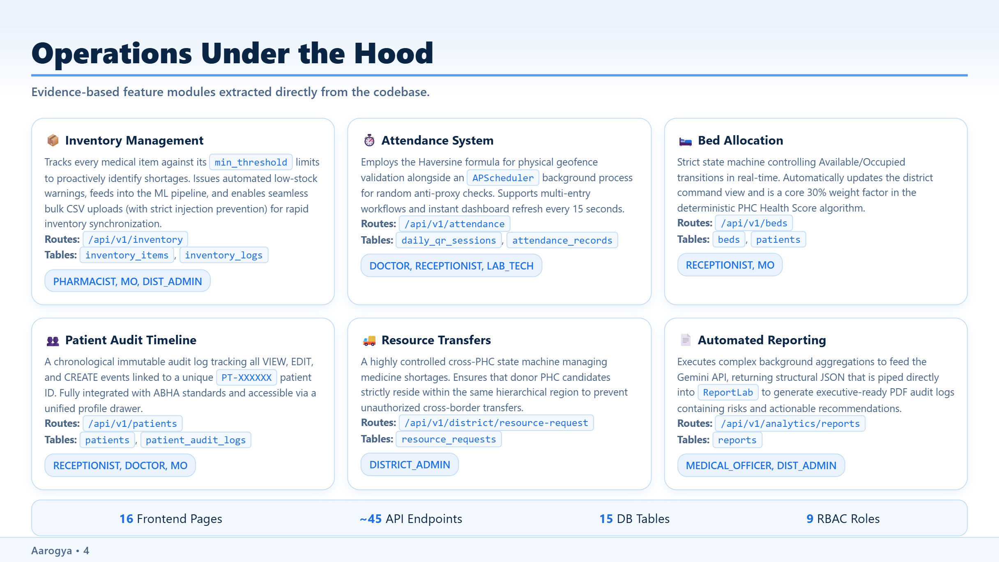 Operations Under the Hood
Evidence-based feature modules extracted directly from the codebase.
Inventory Management
Tracks every medical item against its min_threshold limits
to proactively identify shortages. Issues automated low-stock
warnings, feeds into the ML pipeline, and enables seamless
bulk CSV uploads (with strict injection prevention) for rapid
inventory synchronization.
Routes: /api/v1/inventory
Tables: inventory_items, inventory_logs
PHARMACIST, MO, DIST_ADMIN
Attendance System
Employs the Haversine formula for physical geofence
validation alongside an APScheduler background process
for random anti-proxy checks. Supports multi-entry
workflows and instant dashboard refresh every 15 seconds.
Routes: /api/v1/attendance
Tables: daily_qr_sessions, attendance_records
DOCTOR, RECEPTIONIST, LAB_TECH
Bed Allocation
Strict state machine controlling Available/Occupied
transitions in real-time. Automatically updates the district
command view and is a core 30% weight factor in the
deterministic PHC Health Score algorithm.
Routes: /api/v1/beds
Tables: beds, patients
RECEPTIONIST, MO
Patient Audit Timeline
A chronological immutable audit log tracking all VIEW, EDIT,
and CREATE events linked to a unique PT-XXXXXX patient
ID. Fully integrated with ABHA standards and accessible via a
unified profile drawer.
Routes: /api/v1/patients
Tables: patients, patient_audit_logs
RECEPTIONIST, DOCTOR, MO
Resource Transfers
A highly controlled cross-PHC state machine managing
medicine shortages. Ensures that donor PHC candidates
strictly reside within the same hierarchical region to prevent
unauthorized cross-border transfers.
Routes: /api/v1/district/resource-request
Tables: resource_requests
DISTRICT_ADMIN
Automated Reporting
Executes complex background aggregations to feed the
Gemini API, returning structural JSON that is piped directly
into ReportLab to generate executive-ready PDF audit logs
containing risks and actionable recommendations.
Routes: /api/v1/analytics/reports
Tables: reports
MEDICAL_OFFICER, DIST_ADMIN
16 Frontend Pages
~45 API Endpoints
15 DB Tables
9 RBAC Roles
Aarogya • 4